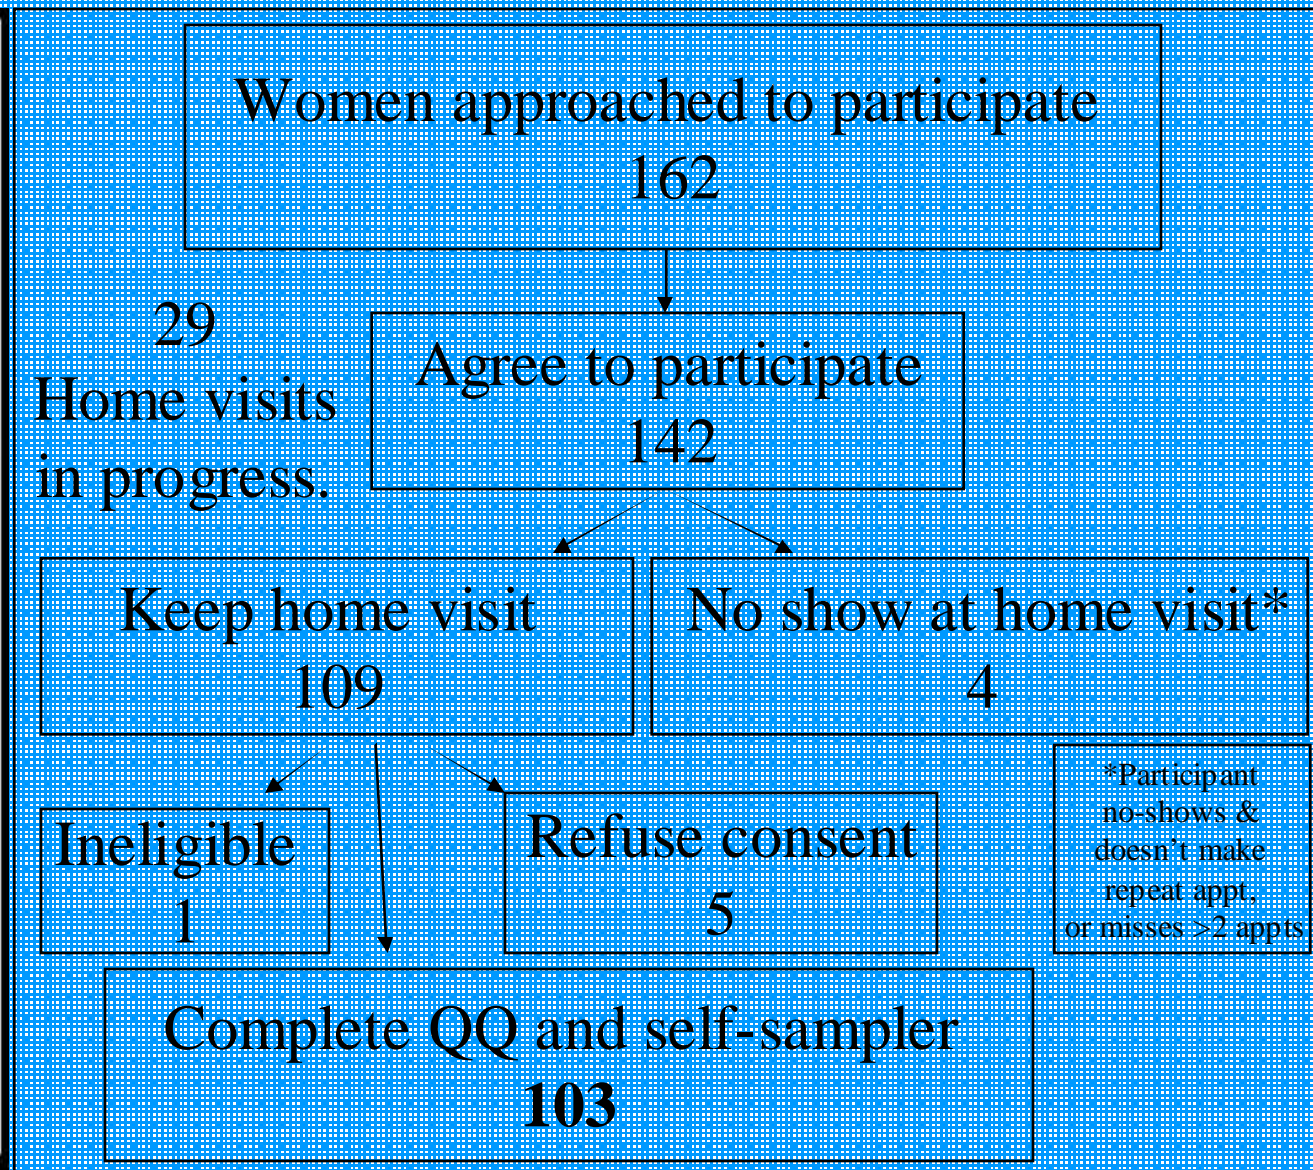 Women approached to participate
162
29
Home visits
in progress.
Agree to participate
142
Keep home visit
109
No show at home visit*
4
Ineligible
1
Refuse consent
5
*Participant
no-shows &
doesn't make
repeat appt,
or misses >2 appts
Complete QQ and self-sampler
103